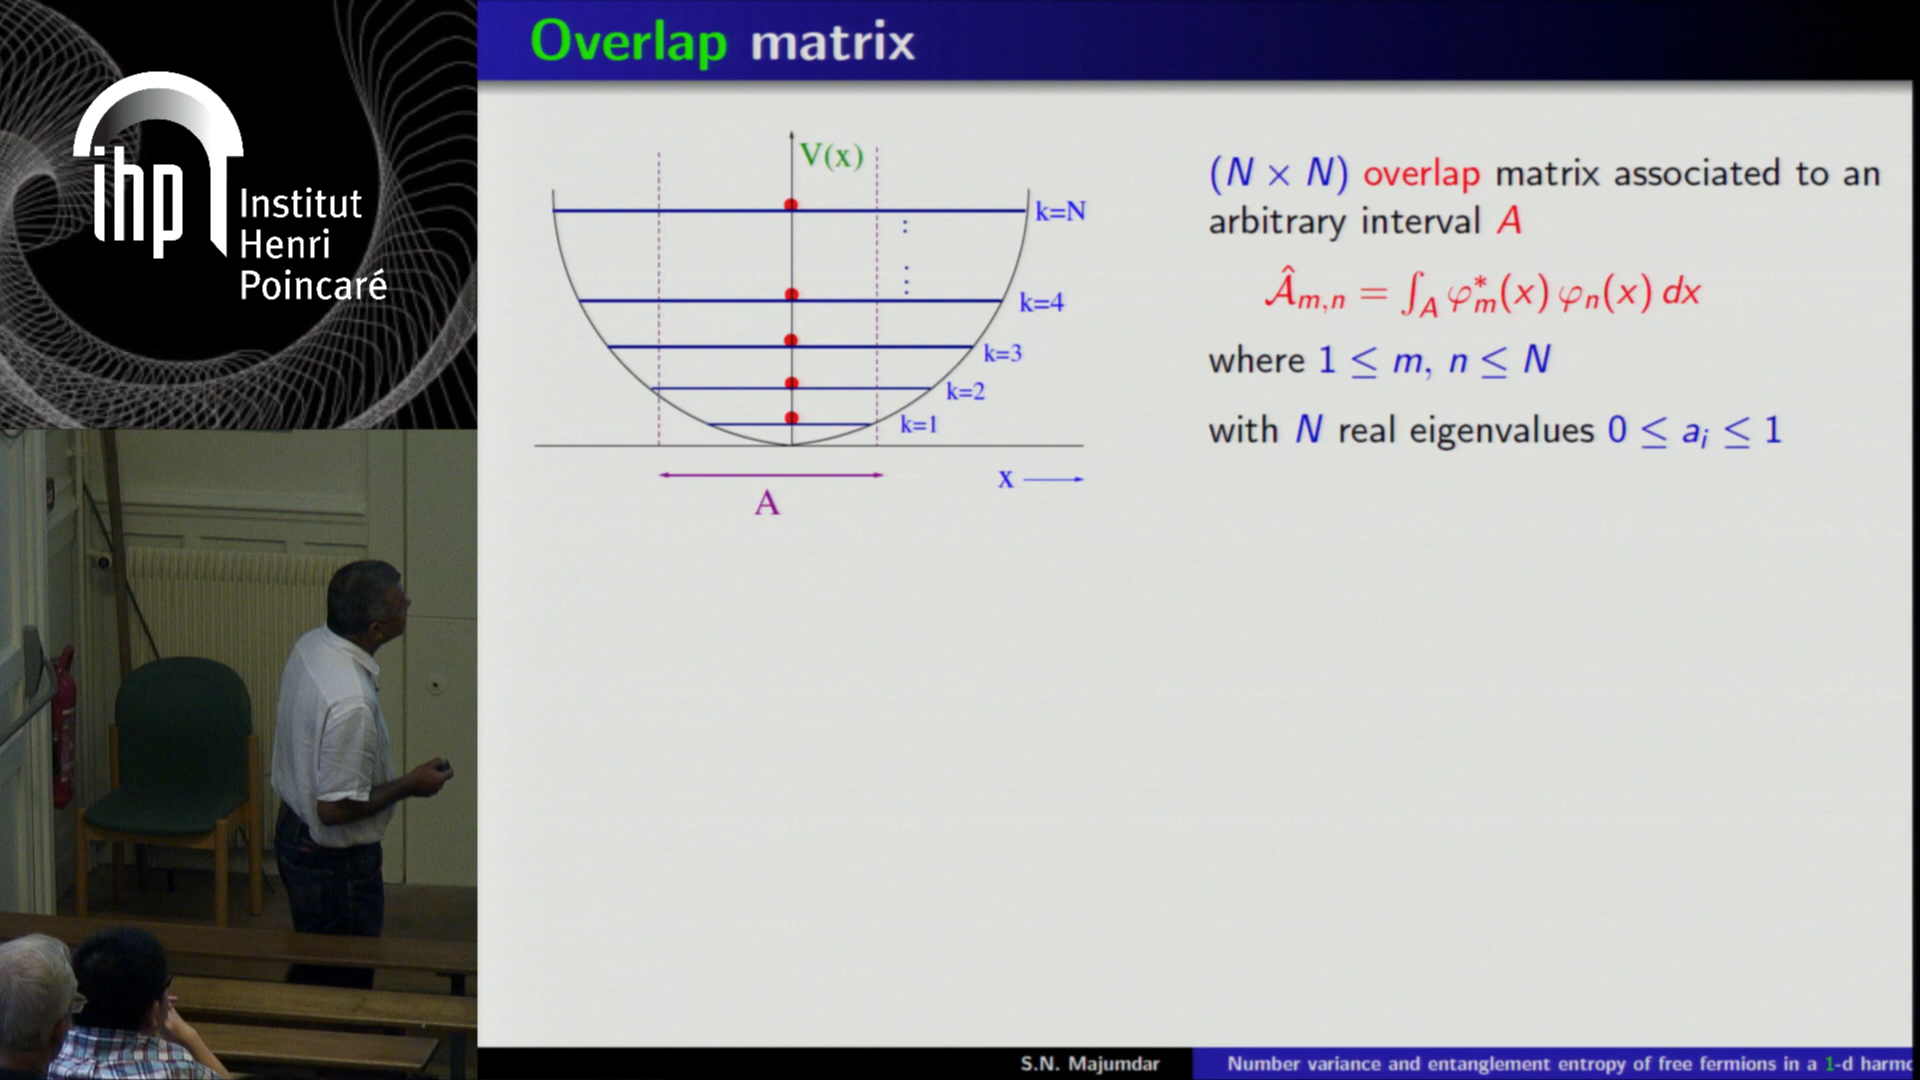 ihp
Institut
Henri
Poincaré
Overlap matrix
V(x)
k=N
k=4
k=3
k=2
k=1
x
A
(N × N) overlap matrix associated to an
arbitrary interval A
Â_{m,n} = ∫_A φ*_m(x) φ_n(x) dx
where 1 ≤ m, n ≤ N
with N real eigenvalues 0 ≤ a_i ≤ 1
S.N. Majumdar
Number variance and entanglement entropy of free fermions in a 1-d harmo